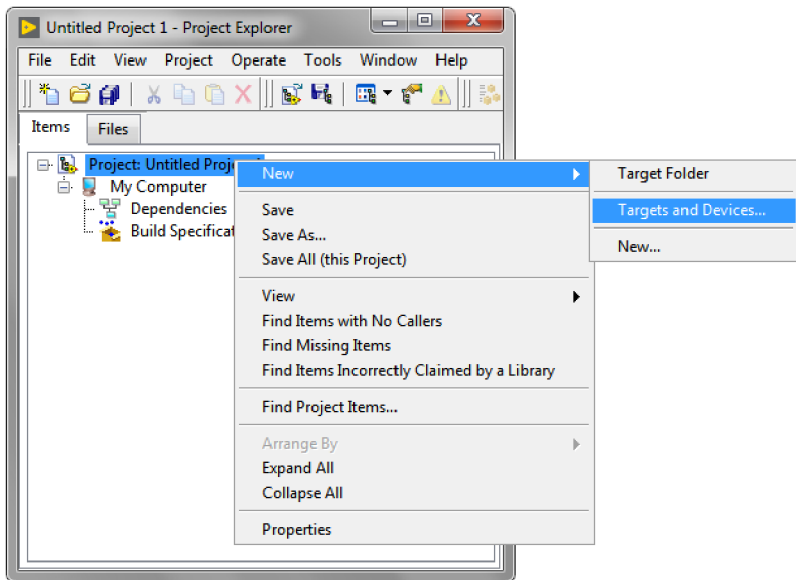 Untitled Project 1 - Project Explorer
File Edit View Project Operate Tools Window Help
Items Files
Project: Untitled Proj
My Computer
Dependencies
Build Specificat
New
Save
Save As...
Save All (this Project)
View
Find Items with No Callers
Find Missing Items
Find Items Incorrectly Claimed by a Library
Find Project Items...
Arrange By
Expand All
Collapse All
Properties
Target Folder
Targets and Devices...
New...